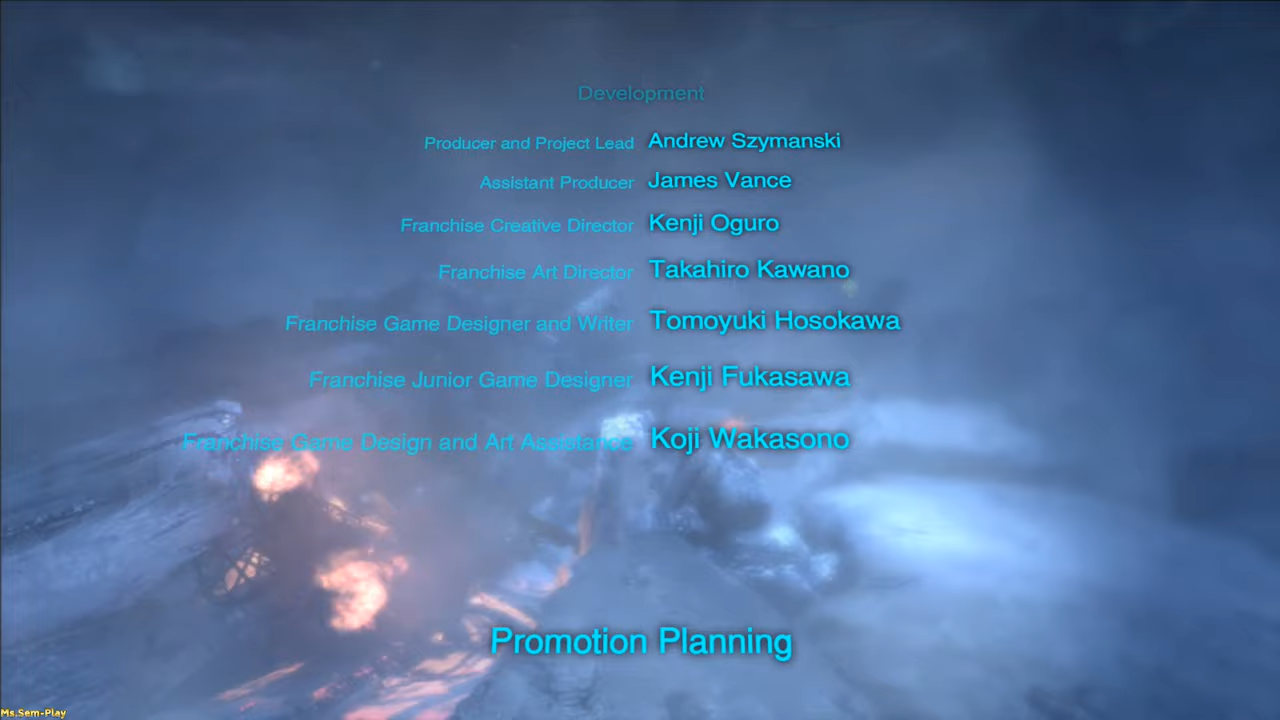 Development
Producer and Project Lead Andrew Szymanski
Assistant Producer James Vance
Franchise Creative Director Kenji Oguro
Franchise Art Director Takahiro Kawano
Franchise Game Designer and Writer Tomoyuki Hosokawa
Franchise Junior Game Designer Kenji Fukasawa
Franchise Game Design and Art Assistance Koji Wakasono
Promotion Planning
Ms.Sem-Play